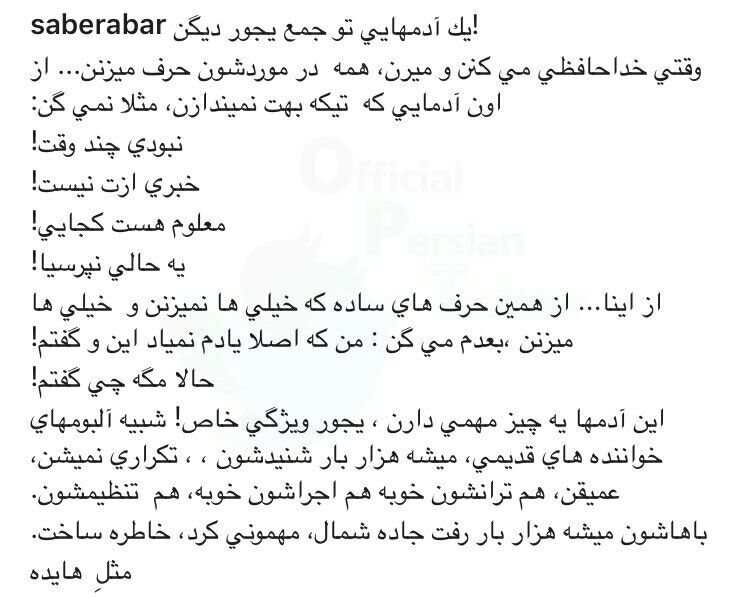 saberabar يك آدمهايي تو جمع يجور ديگن!
وقتي خداحافظي مي كنن و ميرن، همه در موردشون حرف ميزنن... از
اون آدمايي كه تيكه بهت نميندازن، مثلا نمي گن:
نبودي چند وقت!
خبري ازت نيست!
معلوم هست كجايي!
يه حالي نپرسيا!
از اينا... از همين حرف هاي ساده كه خيلي ها نميزنن و خيلي ها
ميزنن ،بعدم مي گن : من كه اصلا يادم نمياد اين و گفتم!
حالا مگه چي گفتم!
اين آدمها يه چيز مهمي دارن ، يجور ويژگي خاص! شبيه آلبومهاي
خواننده هاي قديمي، ميشه هزار بار شنيدشون ، ، تكراري نميشن،
عميقن، هم ترانشون خوبه هم اجراشون خوبه، هم تنظيمشون.
باهاشون ميشه هزار بار رفت جاده شمال، مهموني كرد، خاطره ساخت.
مثلِ هايده
Official
Persian